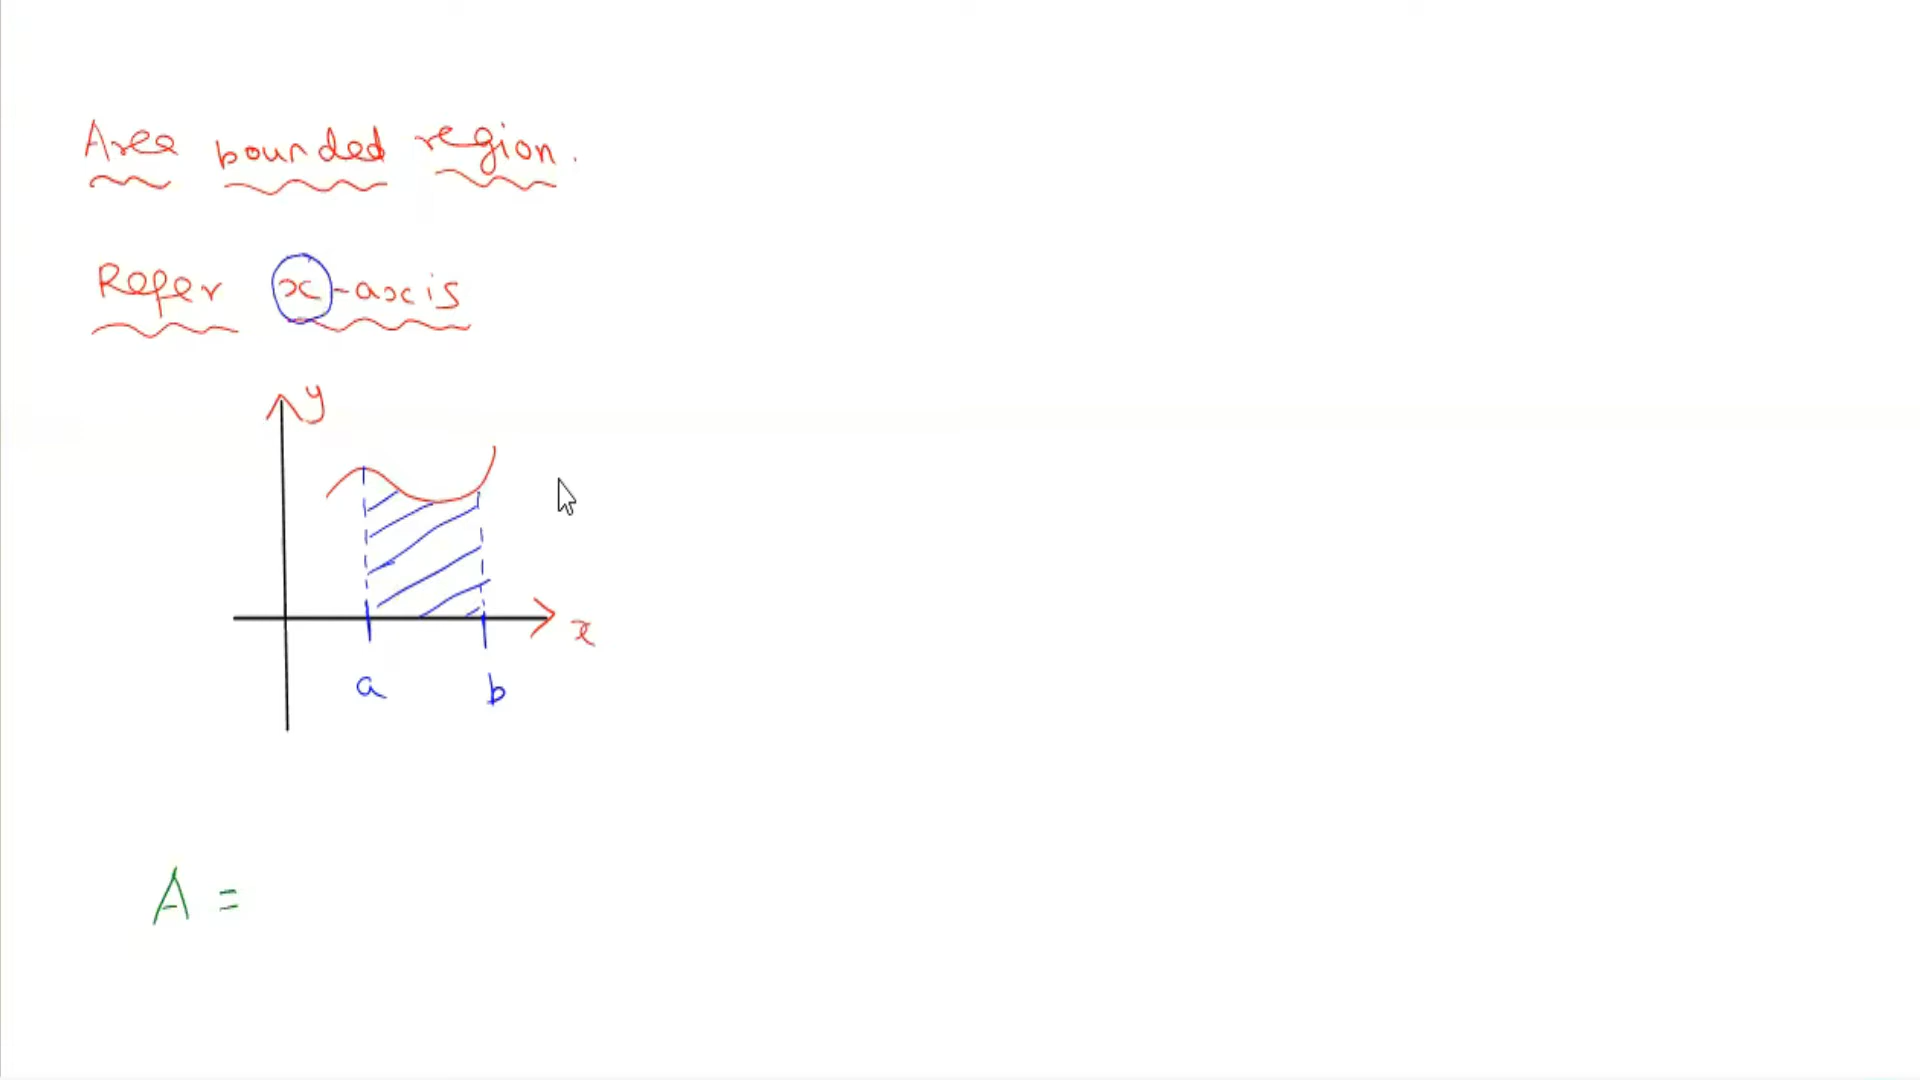 Area bounded region.
Refer x-axis
y
x
a b
A =